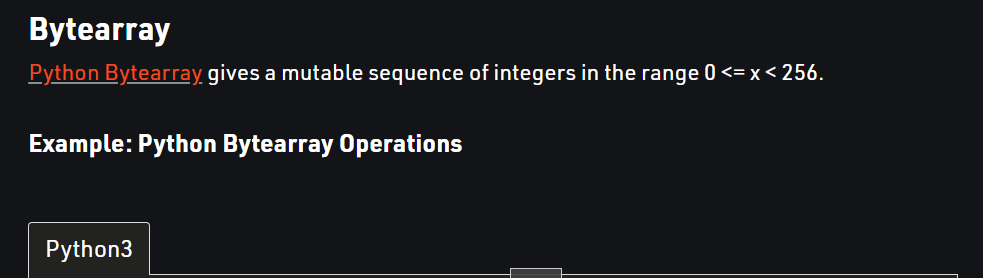 Bytearray
Python Bytearray gives a mutable sequence of integers in the range 0 <= x < 256.
Example: Python Bytearray Operations
Python3